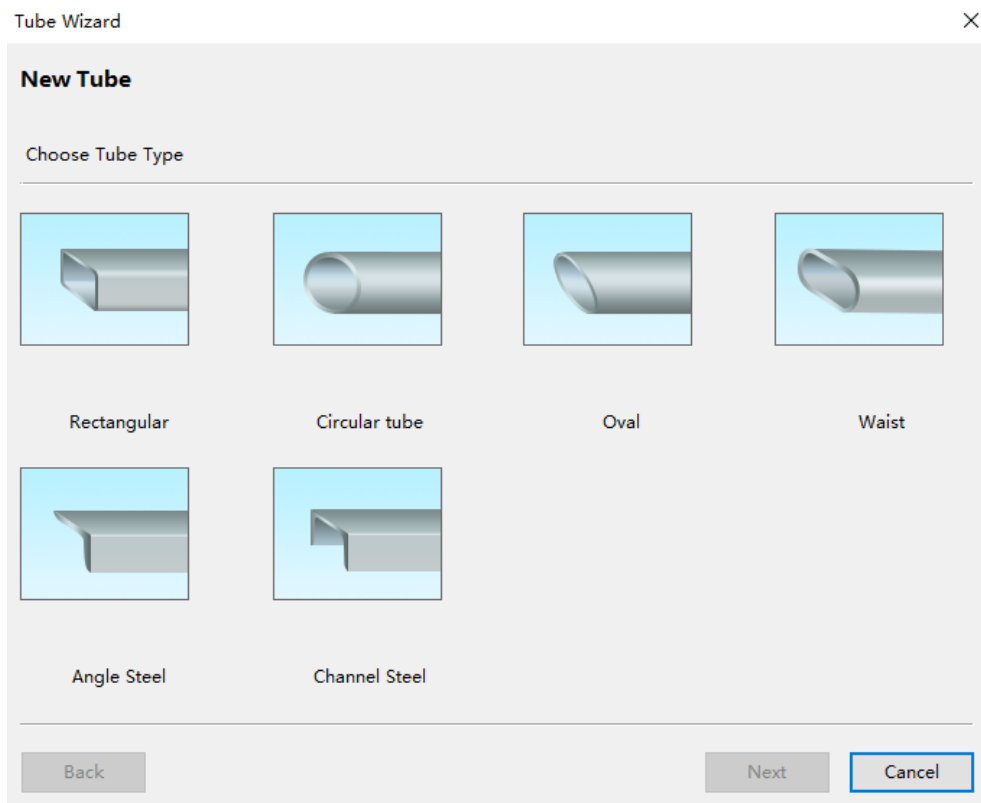 Tube Wizard
New Tube
Choose Tube Type
Rectangular
Circular tube
Oval
Waist
Angle Steel
Channel Steel
Back
Next
Cancel